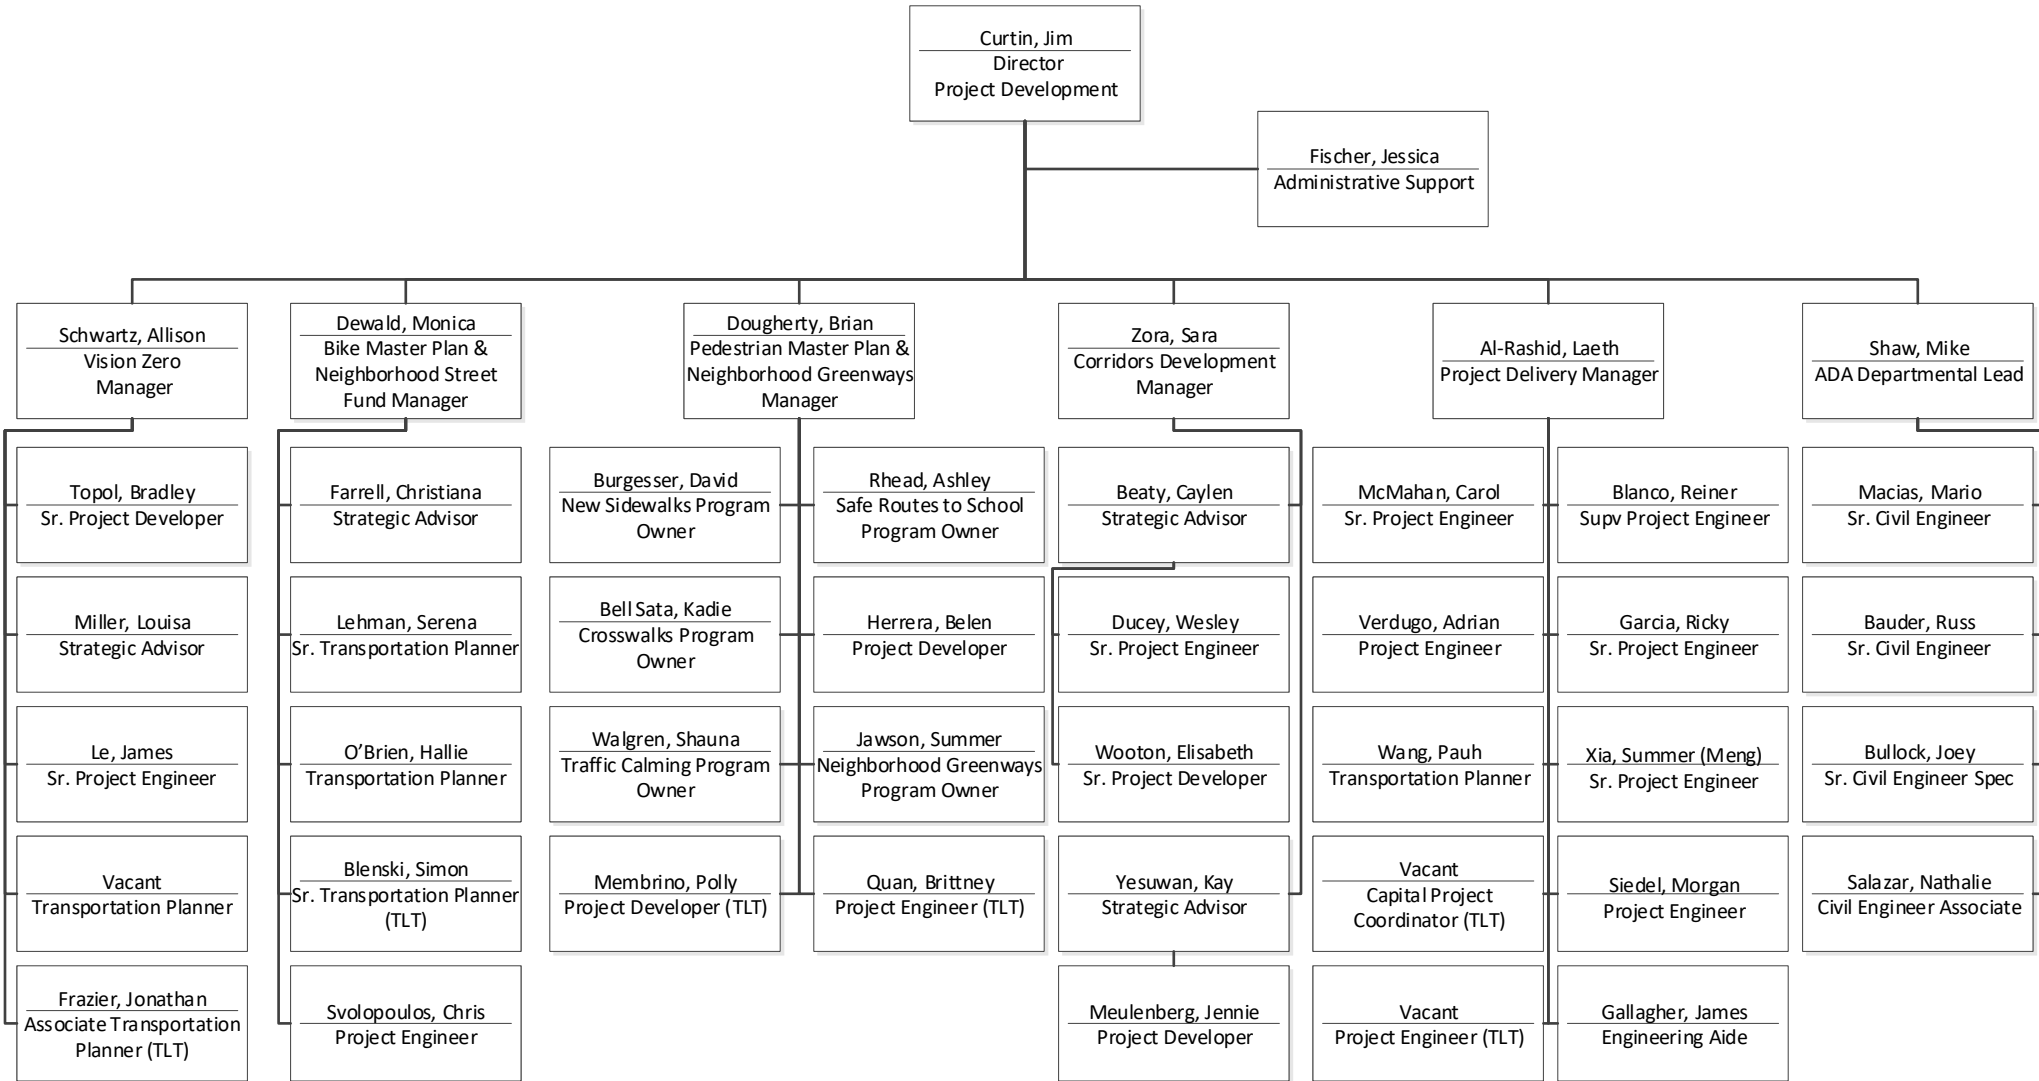 Curtin, Jim
Director
Project Development
Fischer, Jessica
Administrative Support
Schwartz, Allison
Vision Zero
Manager
Dewald, Monica
Bike Master Plan &
Neighborhood Street
Fund Manager
Dougherty, Brian
Pedestrian Master Plan &
Neighborhood Greenways
Manager
Zora, Sara
Corridors Development
Manager
Al-Rashid, Laeth
Project Delivery Manager
Shaw, Mike
ADA Departmental Lead
Topol, Bradley
Sr. Project Developer
Farrell, Christiana
Strategic Advisor
Burgesser, David
New Sidewalks Program
Owner
Rhead, Ashley
Safe Routes to School
Program Owner
Beaty, Caylen
Strategic Advisor
McMahan, Carol
Sr. Project Engineer
Blanco, Reiner
Supv Project Engineer
Macias, Mario
Sr. Civil Engineer
Miller, Louisa
Strategic Advisor
Lehman, Serena
Sr. Transportation Planner
Bell Sata, Kadie
Crosswalks Program
Owner
Herrera, Belen
Project Developer
Ducey, Wesley
Sr. Project Engineer
Verdugo, Adrian
Project Engineer
Garcia, Ricky
Sr. Project Engineer
Bauder, Russ
Sr. Civil Engineer
Le, James
Sr. Project Engineer
O’Brien, Hallie
Transportation Planner
Walgren, Shauna
Traffic Calming Program
Owner
Jawson, Summer
Neighborhood Greenways
Program Owner
Wooton, Elisabeth
Sr. Project Developer
Wang, Pauh
Transportation Planner
Xia, Summer (Meng)
Sr. Project Engineer
Bullock, Joey
Sr. Civil Engineer Spec
Vacant
Transportation Planner
Blenski, Simon
Sr. Transportation Planner
(TLT)
Membrino, Polly
Project Developer (TLT)
Quan, Brittney
Project Engineer (TLT)
Yesuwan, Kay
Strategic Advisor
Vacant
Capital Project
Coordinator (TLT)
Siedel, Morgan
Project Engineer
Salazar, Nathalie
Civil Engineer Associate
Frazier, Jonathan
Associate Transportation
Planner (TLT)
Svolopoulos, Chris
Project Engineer
Meulenberg, Jennie
Project Developer
Vacant
Project Engineer (TLT)
Gallagher, James
Engineering Aide